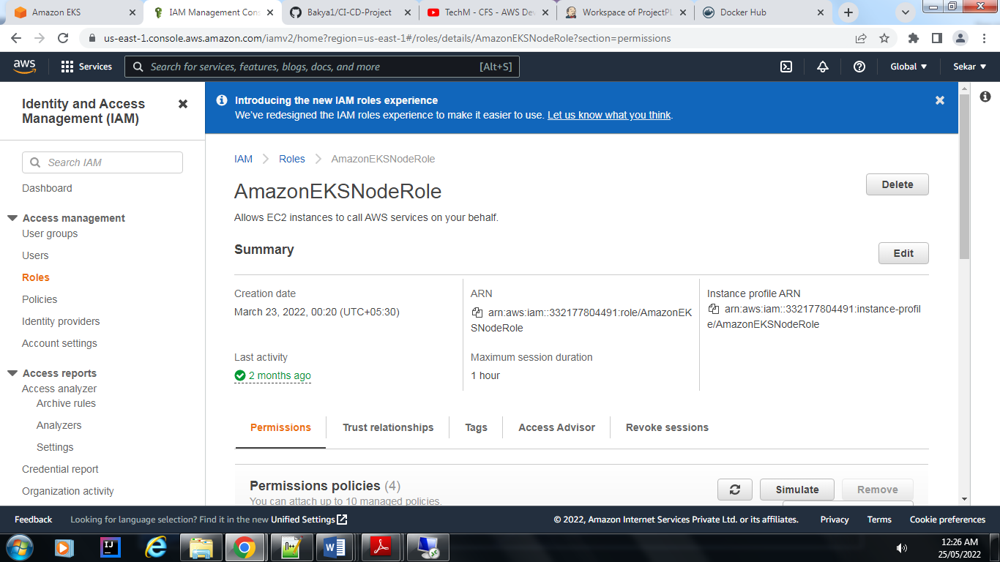 Amazon EKS
IAM Management Cons
Bakya1/CI-CD-Project
TechM - CFS - AWS Dev
Workspace of ProjectPL
Docker Hub
us-east-1.console.aws.amazon.com/iamv2/home?region=us-east-1#/roles/details/AmazonEKSNodeRole?section=permissions
aws
Services
Search for services, features, blogs, docs, and more
[Alt+S]
Global
Sekar
Identity and Access
Management (IAM)
Search IAM
Dashboard
Access management
User groups
Users
Roles
Policies
Identity providers
Account settings
Access reports
Access analyzer
Archive rules
Analyzers
Settings
Credential report
Organization activity
Introducing the new IAM roles experience
We've redesigned the IAM roles experience to make it easier to use. Let us know what you think.
IAM
Roles
AmazonEKSNodeRole
AmazonEKSNodeRole
Delete
Allows EC2 instances to call AWS services on your behalf.
Summary
Edit
Creation date
March 23, 2022, 00:20 (UTC+05:30)
ARN
arn:aws:iam::332177804491:role/AmazonEK
SNodeRole
Instance profile ARN
arn:aws:iam::332177804491:instance-profil
e/AmazonEKSNodeRole
Last activity
2 months ago
Maximum session duration
1 hour
Permissions
Trust relationships
Tags
Access Advisor
Revoke sessions
Permissions policies (4)
You can attach up to 10 managed policies.
Simulate
Remove
Feedback
Looking for language selection? Find it in the new Unified Settings
© 2022, Amazon Internet Services Private Ltd. or its affiliates.
Privacy
Terms
Cookie preferences
IJ
n++
W
12:26 AM
25/05/2022